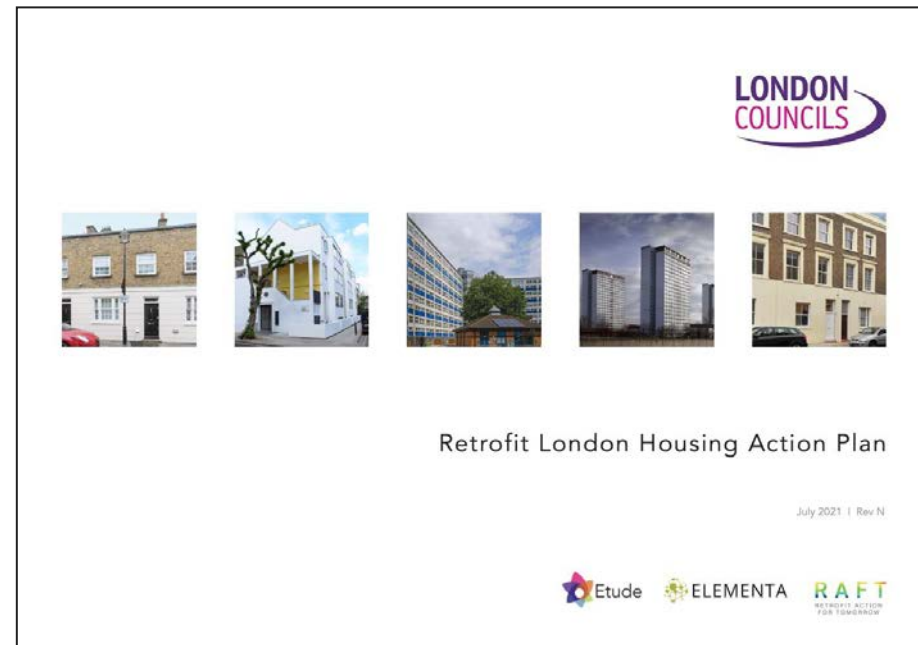 LONDON
COUNCILS
Retrofit London Housing Action Plan
July 2021 | Rev N
Etude
ELEMENTA
RAFT
RETROFIT ACTION
FOR TOMORROW